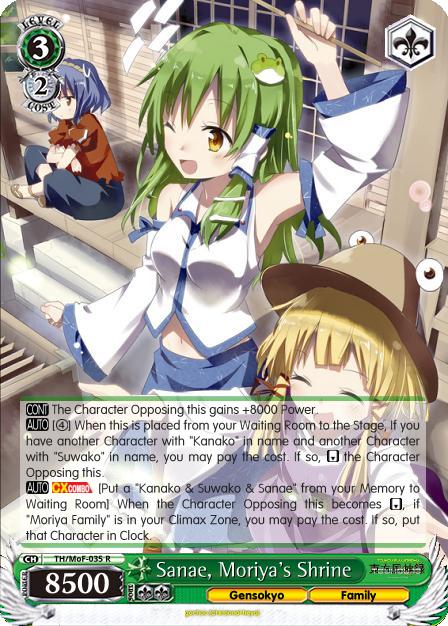 LEVEL
3
2
COST
CONT The Character Opposing this gains +8000 Power.
AUTO [④] When this is placed from your Waiting Room to the Stage, If you
have another Character with "Kanako" in name and another Character
with "Suwako" in name, you may pay the cost. If so, the Character
Opposing this.
AUTO CXCOMBO [Put a "Kanako & Suwako & Sanae" from your Memory to
Waiting Room] When the Character Opposing this becomes , if
"Moriya Family" is in your Climax Zone, you may pay the cost. If so, put
that Character in Clock.
CH TH/MoF-035 R
POWER 8500 SOUL Sanae, Moriya's Shrine
Gensokyo Family